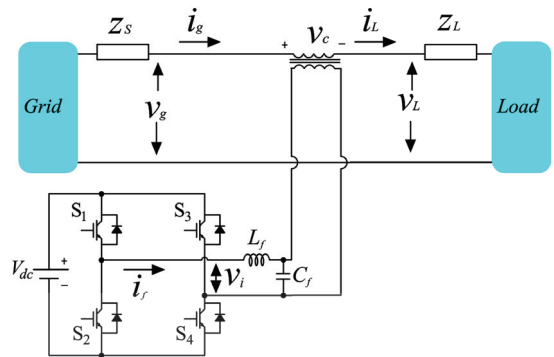 z_S i_g + v_c − i_L z_L
Grid v_g v_L Load
S_1 S_3
V_dc + − i_f v_i L_f C_f
S_2 S_4